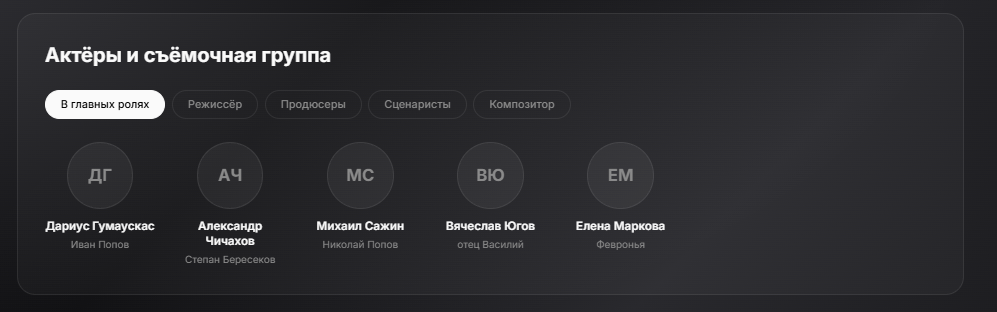 Актёры и съёмочная группа
В главных ролях Режиссёр Продюсеры Сценаристы Композитор
ДГ АЧ МС ВЮ ЕМ
Дариус Гумаускас Александр Михаил Сажин Вячеслав Югов Елена Маркова
Чичахов
Иван Попов Николай Попов отец Василий Февронья
Степан Бересеков